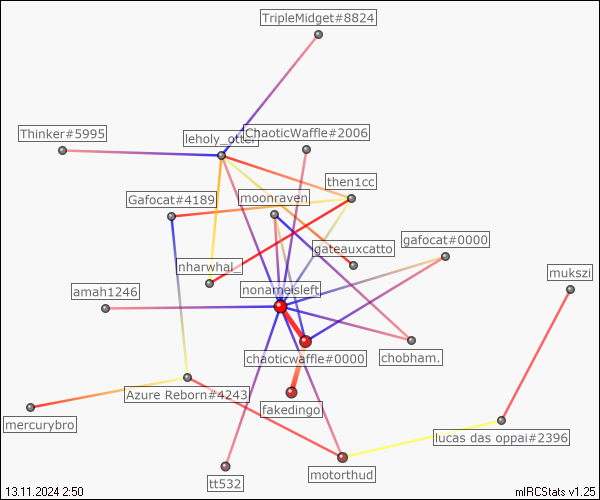 TripleMidget#8824
Thinker#5995
leholy_otter
ChaoticWaffle#2006
then1cc
Gafocat#4189
moonraven
gafocat#0000
gateauxcatto
nharwhal_
mukszi
amah1246
nonameisleft
chaoticwaffle#0000
chobham.
Azure Reborn#4243
fakedingo
mercurybro
lucas das oppai#2396
motorthud
tt532
13.11.2024 2:50
mIRCStats v1.25